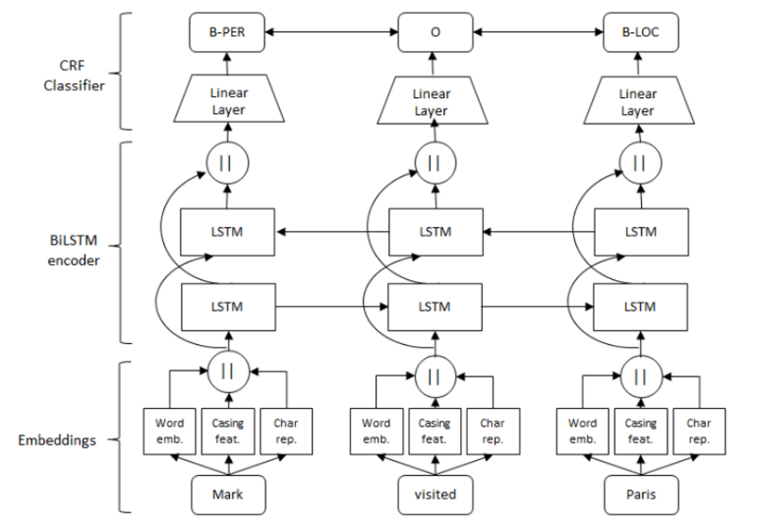 B-PER
O
B-LOC
CRF
Classifier
Linear
Layer
Linear
Layer
Linear
Layer
||
||
||
BiLSTM
encoder
LSTM
LSTM
LSTM
LSTM
LSTM
LSTM
||
||
||
Embeddings
Word
emb.
Casing
feat.
Char
rep.
Word
emb.
Casing
feat.
Char
rep.
Word
emb.
Casing
feat.
Char
rep.
Mark
visited
Paris